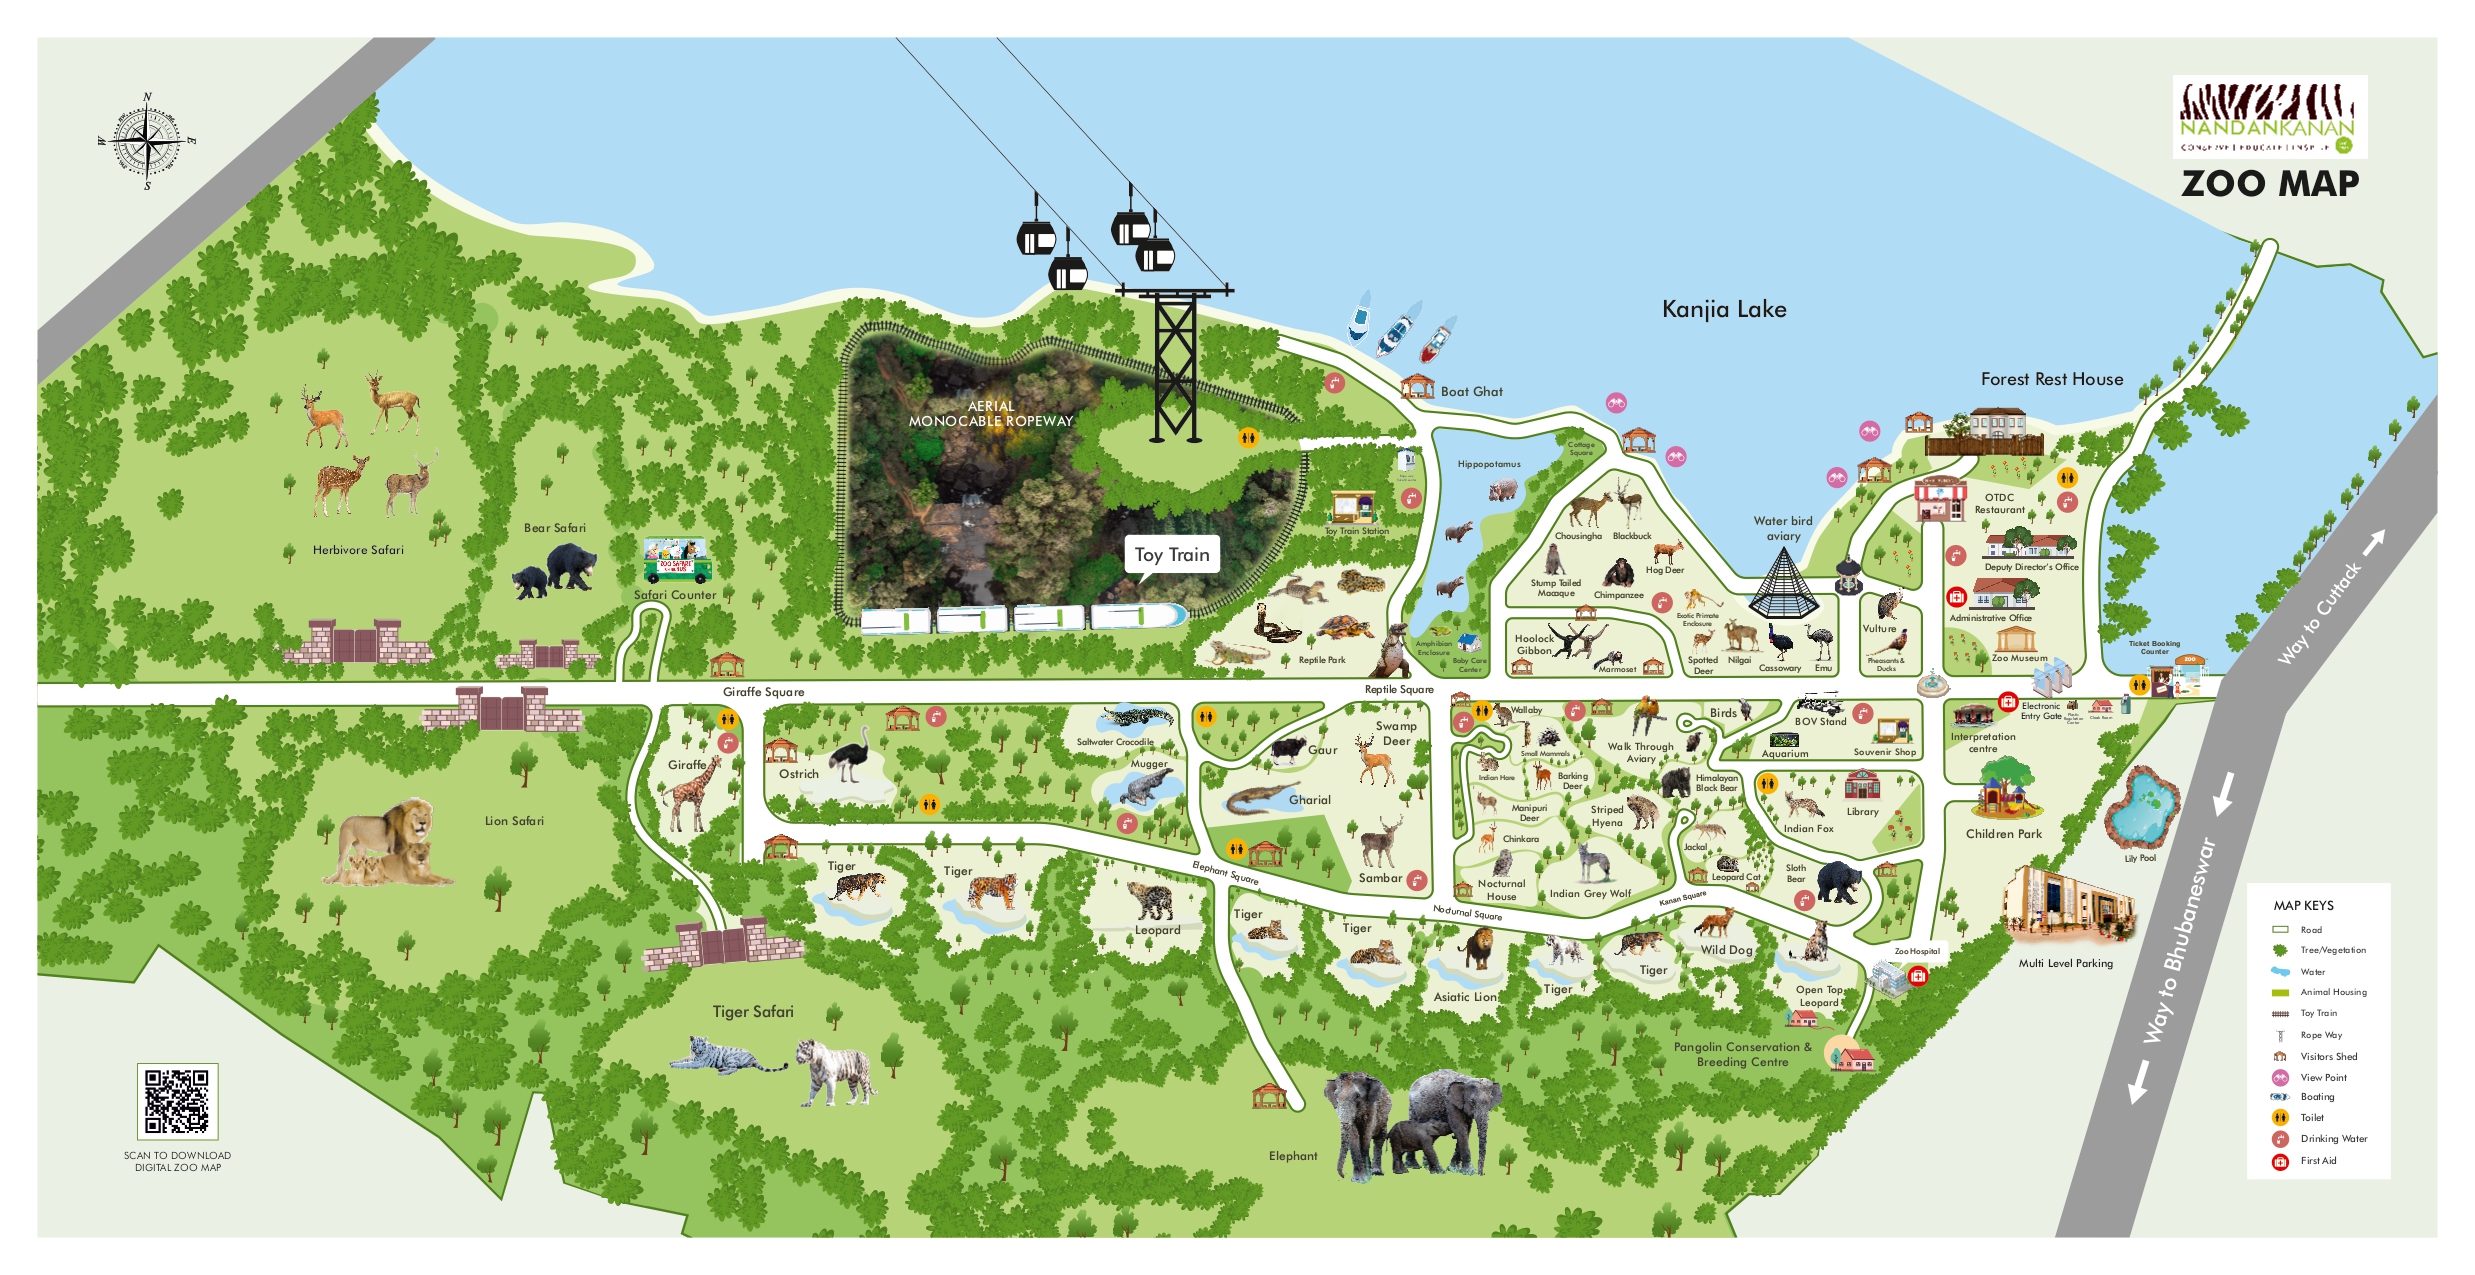 N
W
E
S
NANDANKANAN
CONSERVE | EDUCATE | INSPIRE
ZOO MAP
Kanjia Lake
Forest Rest House
Boat Ghat
AERIAL
MONOCABLE ROPEWAY
Cottage
Square
Hippopotamus
OTDC
Restaurant
Water bird
aviary
Toy Train Station
Toy Train
Bear Safari
Herbivore Safari
ZOO SAFARI
BUS
Safari Counter
Chousingha
Blackbuck
Hog Deer
Stump Tailed
Macaque
Chimpanzee
Exotic Primate
Enclosure
Deputy Director's Office
Administrative Office
Zoo Museum
Vulture
Pheasants &
Ducks
Hoolock
Gibbon
Marmoset
Spotted
Deer
Nilgai
Cassowary
Emu
Amphibian
Enclosure
Baby Care
Center
Reptile Park
Ticket Booking
Counter
ZOO
Way to Cuttack
Giraffe Square
Reptile Square
Electronic
Entry Gate
Cloak Room
Interpretation
centre
Wallaby
Birds
BOV Stand
Souvenir Shop
Aquarium
Walk Through
Aviary
Small Mammals
Indian Hare
Barking
Deer
Himalayan
Black Bear
Manipuri
Deer
Striped
Hyena
Chinkara
Jackal
Leopard Cat
Nocturnal
House
Indian Grey Wolf
Indian Fox
Library
Sloth
Bear
Swamp
Deer
Gaur
Gharial
Sambar
Saltwater Crocodile
Mugger
Ostrich
Giraffe
Lion Safari
Children Park
Lily Pool
Multi Level Parking
Way to Bhubaneswar
Elephant Square
Nocturnal Square
Kanan Square
Tiger
Tiger
Leopard
Tiger
Tiger
Asiatic Lion
Tiger
Tiger
Wild Dog
Open Top
Leopard
Zoo Hospital
Pangolin Conservation &
Breeding Centre
Tiger Safari
Elephant
SCAN TO DOWNLOAD
DIGITAL ZOO MAP
MAP KEYS
Road
Tree/Vegetation
Water
Animal Housing
Toy Train
Rope Way
Visitors Shed
View Point
Boating
Toilet
Drinking Water
First Aid